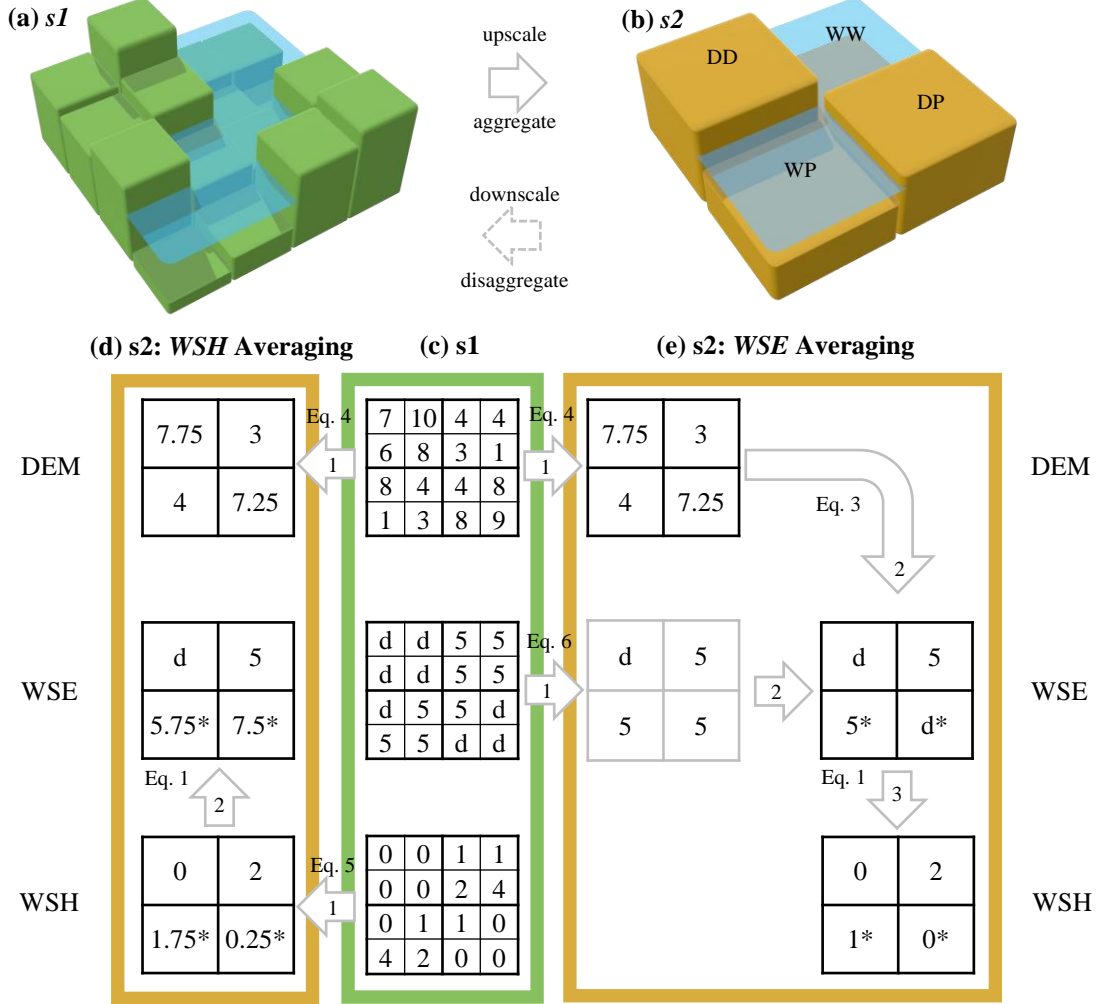 (a) s1
upscale
aggregate
downscale
disaggregate
(b) s2
DD
WW
DP
WP
(d) s2: WSH Averaging
(c) s1
(e) s2: WSE Averaging
DEM
7.75 3
4 7.25
Eq. 4
1
7 10 4 4
6 8 3 1
8 4 4 8
1 3 8 9
Eq. 4
1
7.75 3
4 7.25
Eq. 3
2
DEM
WSE
d 5
5.75* 7.5*
Eq. 1
2
d d 5 5
d d 5 5
d 5 5 d
5 5 d d
Eq. 6
1
d 5
5 5
2
d 5
5* d*
Eq. 1
3
WSE
WSH
0 2
1.75* 0.25*
Eq. 5
1
0 0 1 1
0 0 2 4
0 1 1 0
4 2 0 0
0 2
1* 0*
WSH